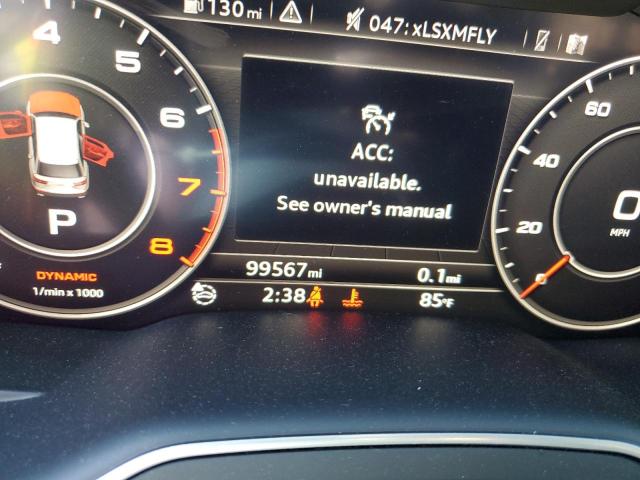 130 mi
047: xLSXMFLY
4
5
6
7
8
P
DYNAMIC
1/min x 1000
ACC:
unavailable.
See owner's manual
99567 mi
0.1 mi
2:38
85°F
60
40
20
0
0
MPH